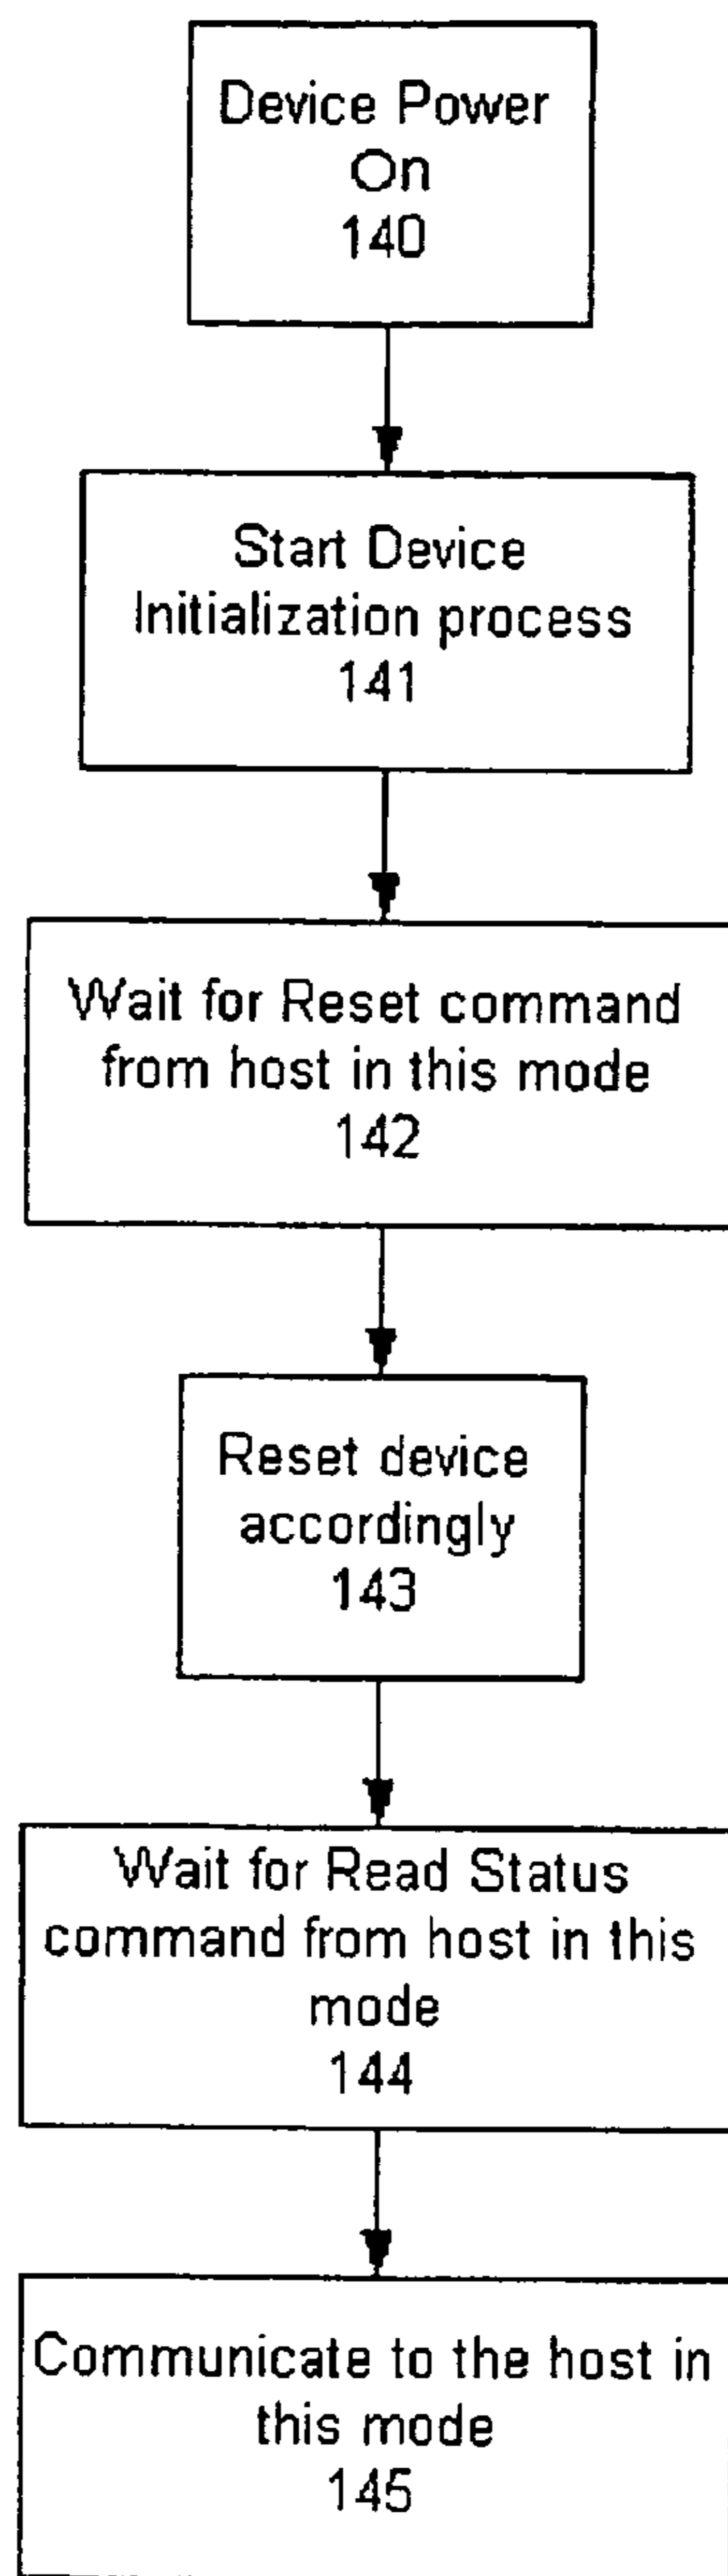 Device Power
On
140
Start Device
Initialization process
141
Wait for Reset command
from host in this mode
142
Reset device
accordingly
143
Wait for Read Status
command from host in this
mode
144
Communicate to the host in
this mode
145